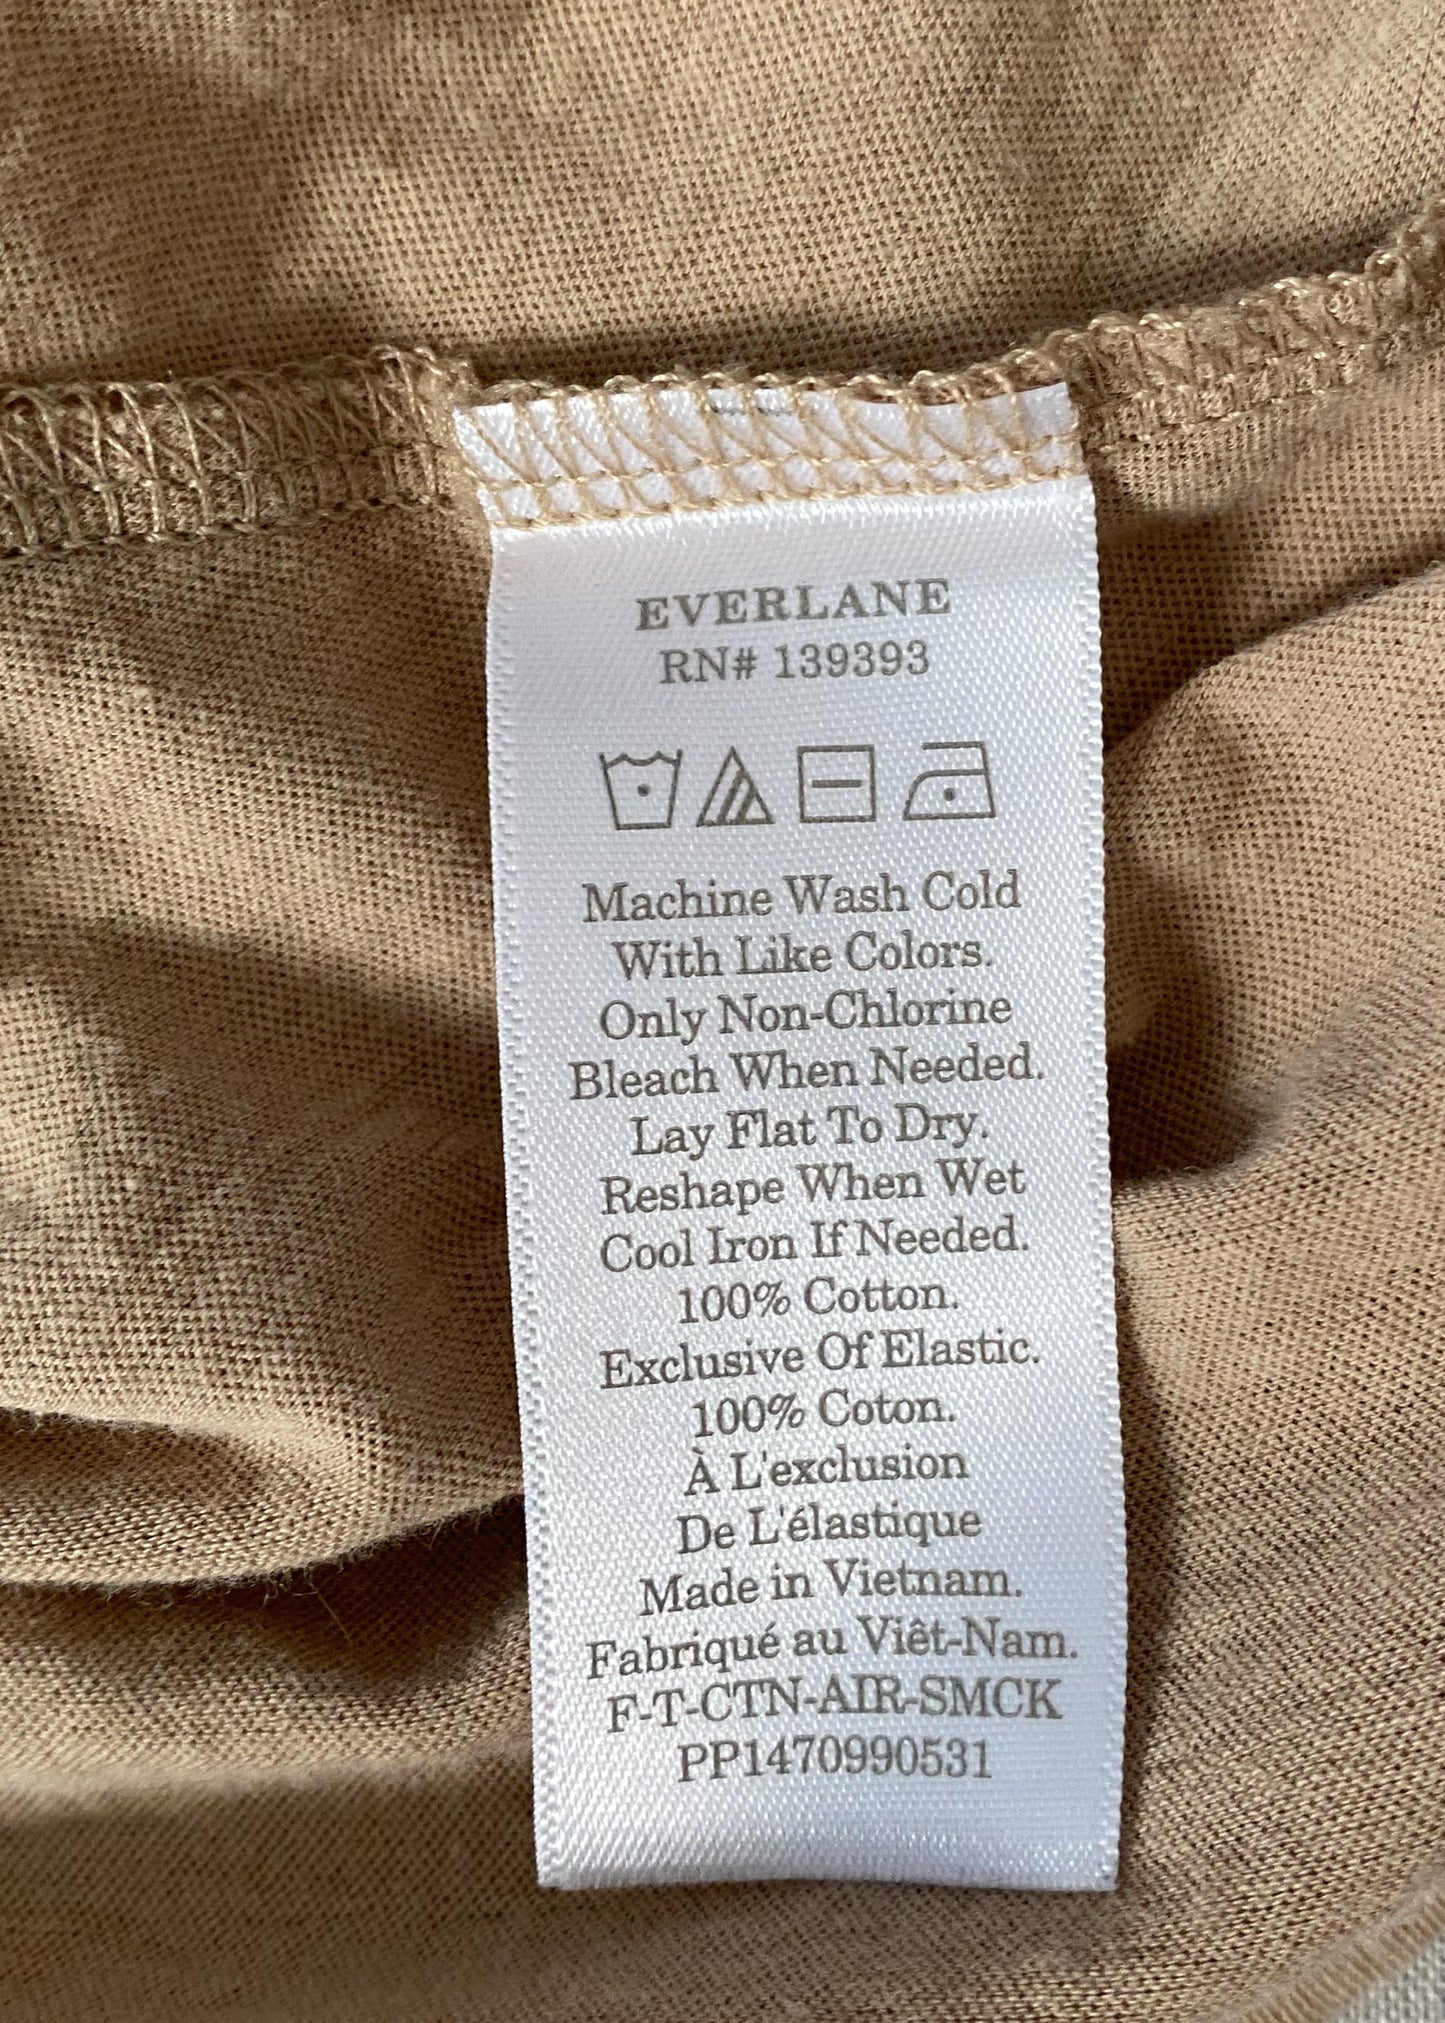 EVERLANE
RN# 139393
Machine Wash Cold
With Like Colors.
Only Non-Chlorine
Bleach When Needed.
Lay Flat To Dry.
Reshape When Wet
Cool Iron If Needed.
100% Cotton.
Exclusive Of Elastic.
100% Coton.
À L'exclusion
De L'élastique
Made in Vietnam.
Fabriqué au Viêt-Nam.
F-T-CTN-AIR-SMCK
PP1470990531